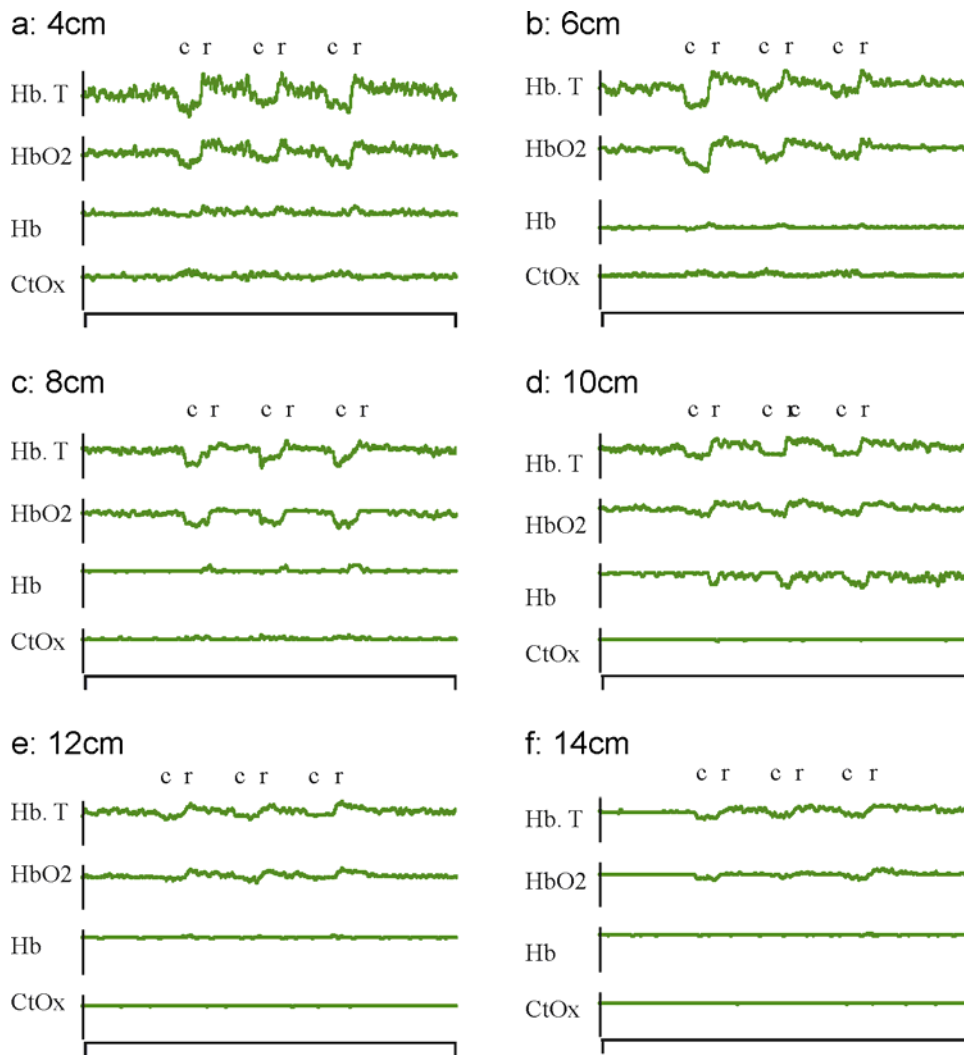 a: 4cm
c r c r c r
Hb. T
HbO2
Hb
CtOx
b: 6cm
c r c r c r
Hb. T
HbO2
Hb
CtOx
c: 8cm
c r c r c r
Hb. T
HbO2
Hb
CtOx
d: 10cm
c r c r c c r
Hb. T
HbO2
Hb
CtOx
e: 12cm
c r c r c r
Hb. T
HbO2
Hb
CtOx
f: 14cm
c r c r c r
Hb. T
HbO2
Hb
CtOx